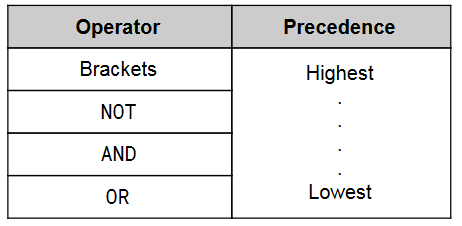 Operator Precedence
Brackets Highest
NOT .
.
AND .
.
OR Lowest